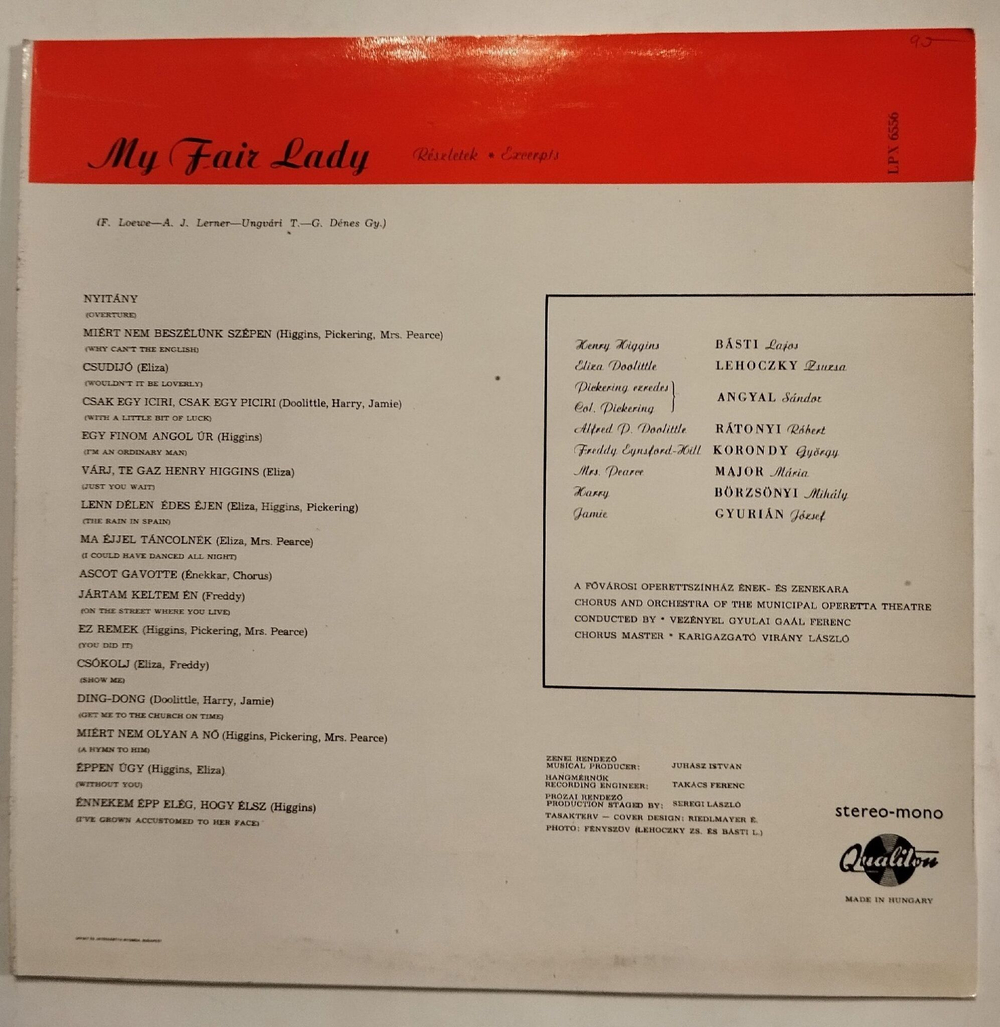 95
My Fair Lady Részletek • Excerpts
LPX 6556
(F. Loewe—A. J. Lerner—Ungvári T.—G. Dénes Gy.)
NYITÁNY
(OVERTURE)
MIÉRT NEM BESZÉLÜNK SZÉPEN (Higgins, Pickering, Mrs. Pearce)
(WHY CAN'T THE ENGLISH)
CSUDIJÓ (Eliza)
(WOULDN'T IT BE LOVERLY)
CSAK EGY ICIRI, CSAK EGY PICIRI (Doolittle, Harry, Jamie)
(WITH A LITTLE BIT OF LUCK)
EGY FINOM ANGOL ÚR (Higgins)
(I'M AN ORDINARY MAN)
VÁRJ, TE GAZ HENRY HIGGINS (Eliza)
(JUST YOU WAIT)
LENN DÉLEN ÉDES ÉJEN (Eliza, Higgins, Pickering)
(THE RAIN IN SPAIN)
MA ÉJJEL TÁNCOLNÉK (Eliza, Mrs. Pearce)
(I COULD HAVE DANCED ALL NIGHT)
ASCOT GAVOTTE (Énekkar, Chorus)
JÁRTAM KELTEM ÉN (Freddy)
(ON THE STREET WHERE YOU LIVE)
EZ REMEK (Higgins, Pickering, Mrs. Pearce)
(YOU DID IT)
CSÓKOLJ (Eliza, Freddy)
(SHOW ME)
DING-DONG (Doolittle, Harry, Jamie)
(GET ME TO THE CHURCH ON TIME)
MIÉRT NEM OLYAN A NŐ (Higgins, Pickering, Mrs. Pearce)
(A HYMN TO HIM)
ÉPPEN ÚGY (Higgins, Eliza)
(WITHOUT YOU)
ÉNNEKEM ÉPP ELÉG, HOGY ÉLSZ (Higgins)
(I'VE GROWN ACCUSTOMED TO HER FACE)
Henry Higgins BÁSTI Lajos
Eliza Doolittle LEHOCZKY Zsuzsa
Pickering ezredes
Col. Pickering ANGYAL Sándor
Alfred P. Doolittle RÁTONYI Róbert
Freddy Eynsford-Hill KORONDY György
Mrs. Pearce MAJOR Mária
Harry BÖRZSÖNYI Mihály
Jamie GYURIÁN József
A FŐVÁROSI OPERETTSZÍNHÁZ ÉNEK- ÉS ZENEKARA
CHORUS AND ORCHESTRA OF THE MUNICIPAL OPERETTA THEATRE
CONDUCTED BY * VEZÉNYEL GYULAI GAÁL FERENC
CHORUS MASTER * KARIGAZGATÓ VIRÁNY LÁSZLÓ
ZENEI RENDEZŐ
MUSICAL PRODUCER: JUHÁSZ ISTVÁN
HANGMÉRNÖK
RECORDING ENGINEER: TAKÁCS FERENC
PRÓZAI RENDEZŐ
PRODUCTION STAGED BY: SEREGI LÁSZLÓ
TASAKTERV — COVER DESIGN: RIEDLMAYER É.
PHOTO: FÉNYSZÖV (LEHOCZKY ZS. ÉS BÁSTI L.)
stereo-mono
Qualiton
MADE IN HUNGARY